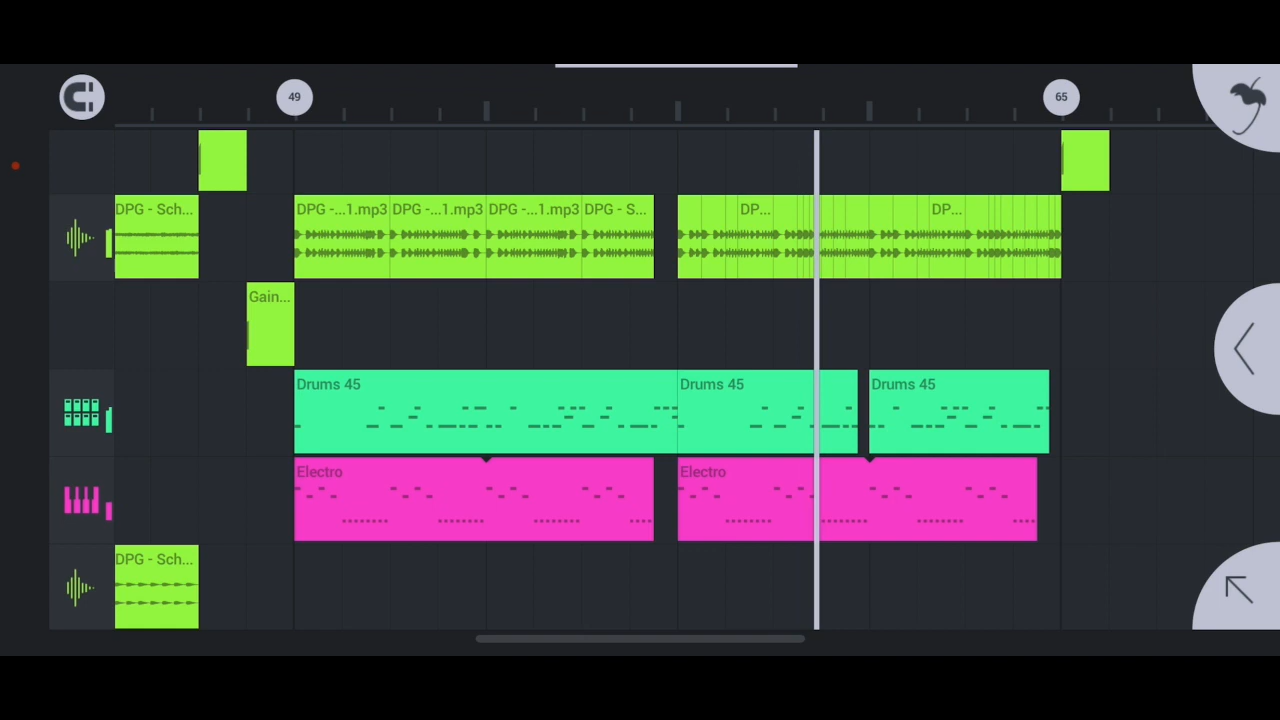 49
65
DPG - Sch...
DPG -...1.mp3
DPG -...1.mp3
DPG -...1.mp3
DPG - S...
DP...
DP...
Gain...
Drums 45
Drums 45
Drums 45
Electro
Electro
DPG - Sch...